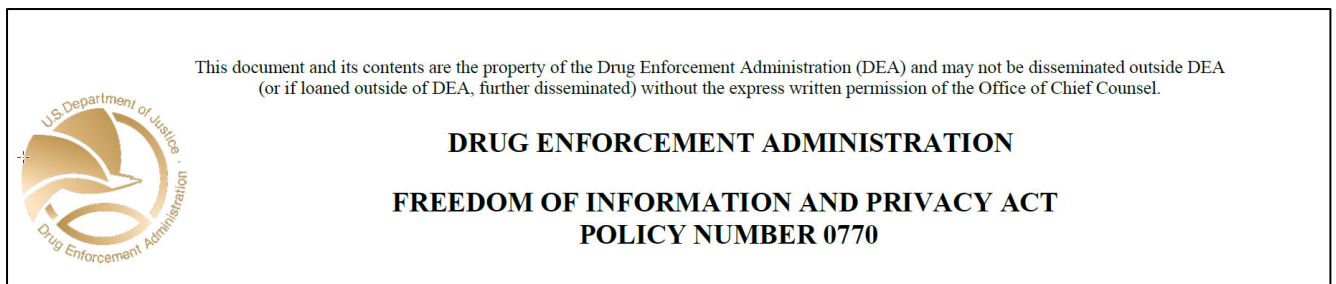 This document and its contents are the property of the Drug Enforcement Administration (DEA) and may not be disseminated outside DEA
(or if loaned outside of DEA, further disseminated) without the express written permission of the Office of Chief Counsel.
U.S. Department of Justice ·
Drug Enforcement Administration
DRUG ENFORCEMENT ADMINISTRATION
FREEDOM OF INFORMATION AND PRIVACY ACT
POLICY NUMBER 0770